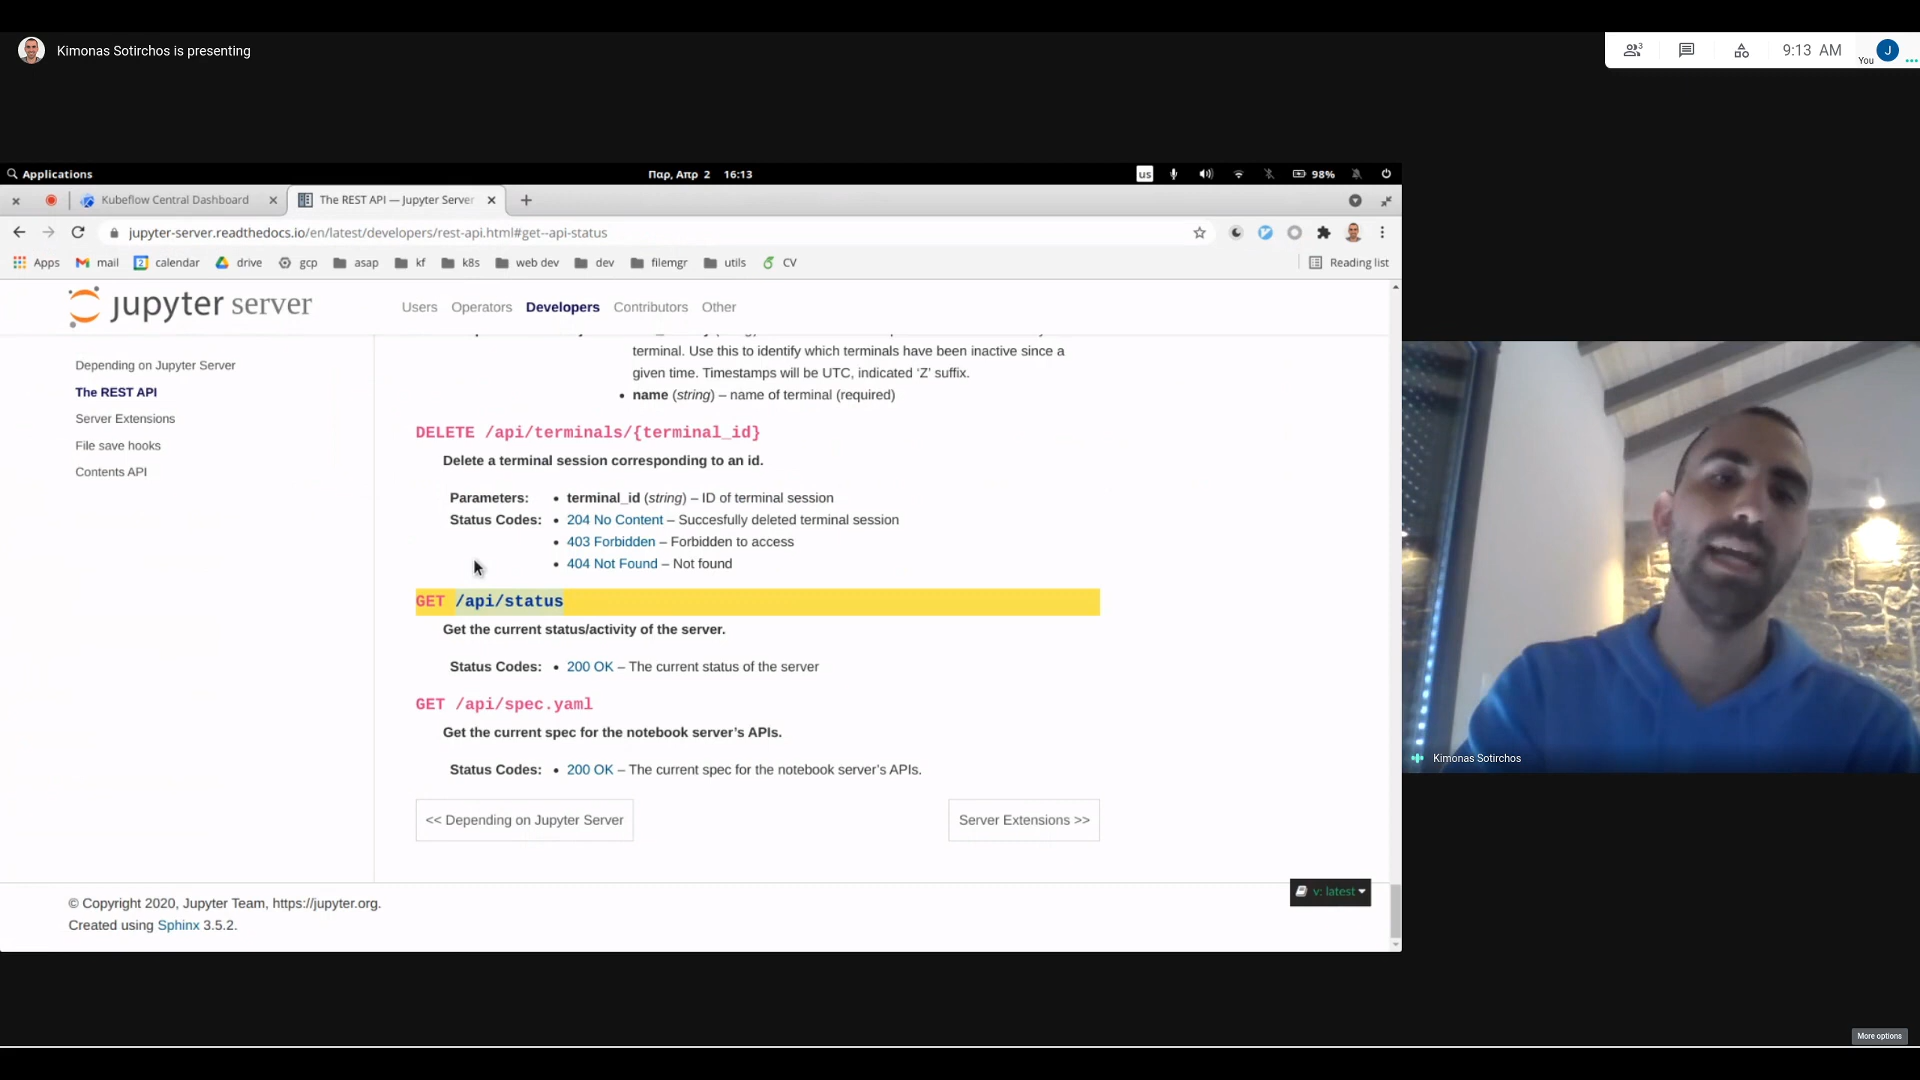 Kimonas Sotirchos is presenting
3
9:13 AM
You
J
Applications
Παρ, Απρ 2 16:13
us
98%
Kubeflow Central Dashboard
The REST API — Jupyter Server
jupyter-server.readthedocs.io/en/latest/developers/rest-api.html#get--api-status
Apps
mail
calendar
drive
gcp
asap
kf
k8s
web dev
dev
filemgr
utils
CV
Reading list
jupyter server
Users
Operators
Developers
Contributors
Other
Depending on Jupyter Server
The REST API
Server Extensions
File save hooks
Contents API
terminal. Use this to identify which terminals have been inactive since a
given time. Timestamps will be UTC, indicated ‘Z’ suffix.
• name (string) – name of terminal (required)
DELETE /api/terminals/{terminal_id}
Delete a terminal session corresponding to an id.
Parameters: • terminal_id (string) – ID of terminal session
Status Codes: • 204 No Content – Succesfully deleted terminal session
• 403 Forbidden – Forbidden to access
• 404 Not Found – Not found
GET /api/status
Get the current status/activity of the server.
Status Codes: • 200 OK – The current status of the server
GET /api/spec.yaml
Get the current spec for the notebook server’s APIs.
Status Codes: • 200 OK – The current spec for the notebook server’s APIs.
<< Depending on Jupyter Server
Server Extensions >>
v: latest
© Copyright 2020, Jupyter Team, https://jupyter.org.
Created using Sphinx 3.5.2.
Kimonas Sotirchos
More options